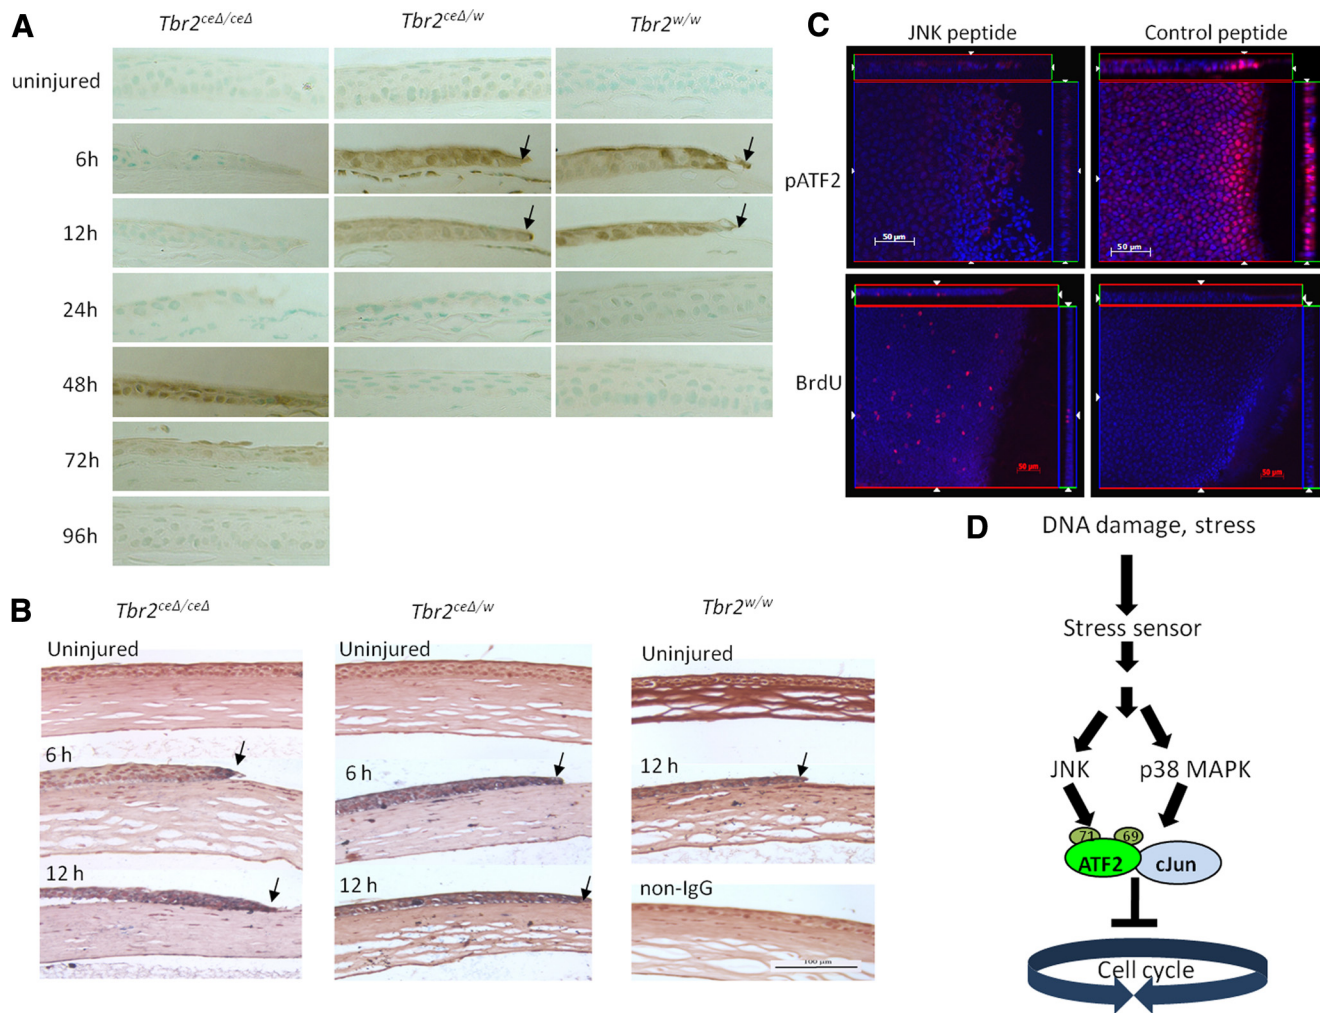 A
Tbr2ceΔ/ceΔ
Tbr2ceΔ/w
Tbr2w/w
uninjured
6h
12h
24h
48h
72h
96h
B
Tbr2ceΔ/ceΔ
Tbr2ceΔ/w
Tbr2w/w
Uninjured
Uninjured
Uninjured
6 h
6 h
12 h
12 h
12 h
non-IgG
100 μm
C
JNK peptide
Control peptide
pATF2
50 μm
50 μm
BrdU
50 μm
50 μm
D
DNA damage, stress
Stress sensor
JNK
p38 MAPK
71
69
ATF2
cJun
Cell cycle